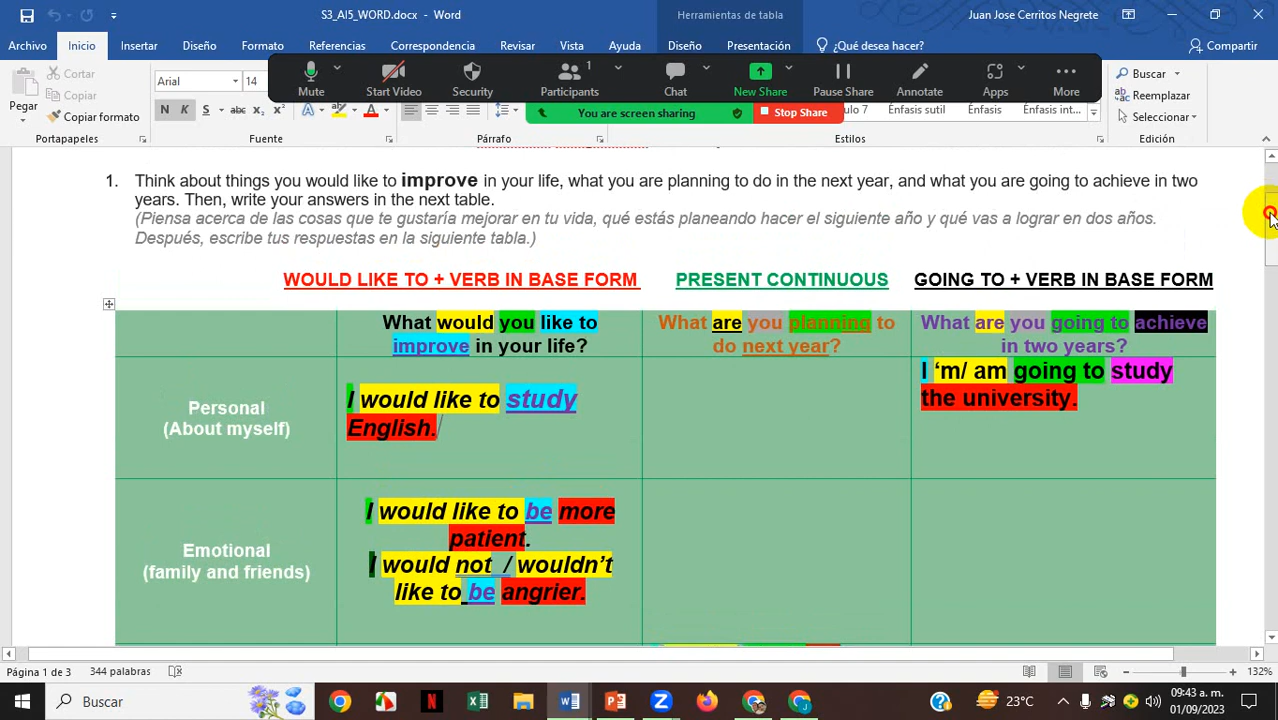 S3_AI5_WORD.docx - Word
Herramientas de tabla
Juan Jose Cerritos Negrete
Archivo
Inicio
Insertar
Diseño
Formato
Referencias
Correspondencia
Revisar
Vista
Ayuda
Diseño
Presentación
¿Qué desea hacer?
Compartir
Pegar
Cortar
Copiar
Copiar formato
Arial
14
N K S abc x₂
Mute
Start Video
Security
Participants
1
Chat
New Share
Pause Share
Annotate
Apps
More
You are screen sharing
Stop Share
ulo 7
Énfasis sutil
Énfasis
Énfasis intens...
Buscar
Reemplazar
Seleccionar
Portapapeles
Fuente
Párrafo
Estilos
Edición
1. Think about things you would like to improve in your life, what you are planning to do in the next year, and what you are going to achieve in two
years. Then, write your answers in the next table.
(Piensa acerca de las cosas que te gustaría mejorar en tu vida, qué estás planeando hacer el siguiente año y qué vas a lograr en dos años.
Después, escribe tus respuestas en la siguiente tabla.)
WOULD LIKE TO + VERB IN BASE FORM
PRESENT CONTINUOUS
GOING TO + VERB IN BASE FORM
What would you like to
improve in your life?
What are you planning to
do next year?
What are you going to achieve
in two years?
Personal
(About myself)
I would like to study
English.
I 'm/ am going to study
the university.
Emotional
(family and friends)
I would like to be more
patient.
I would not / wouldn't
like to be angrier.
Página 1 de 3
344 palabras
132%
Buscar
23°C
09:43 a. m.
01/09/2023